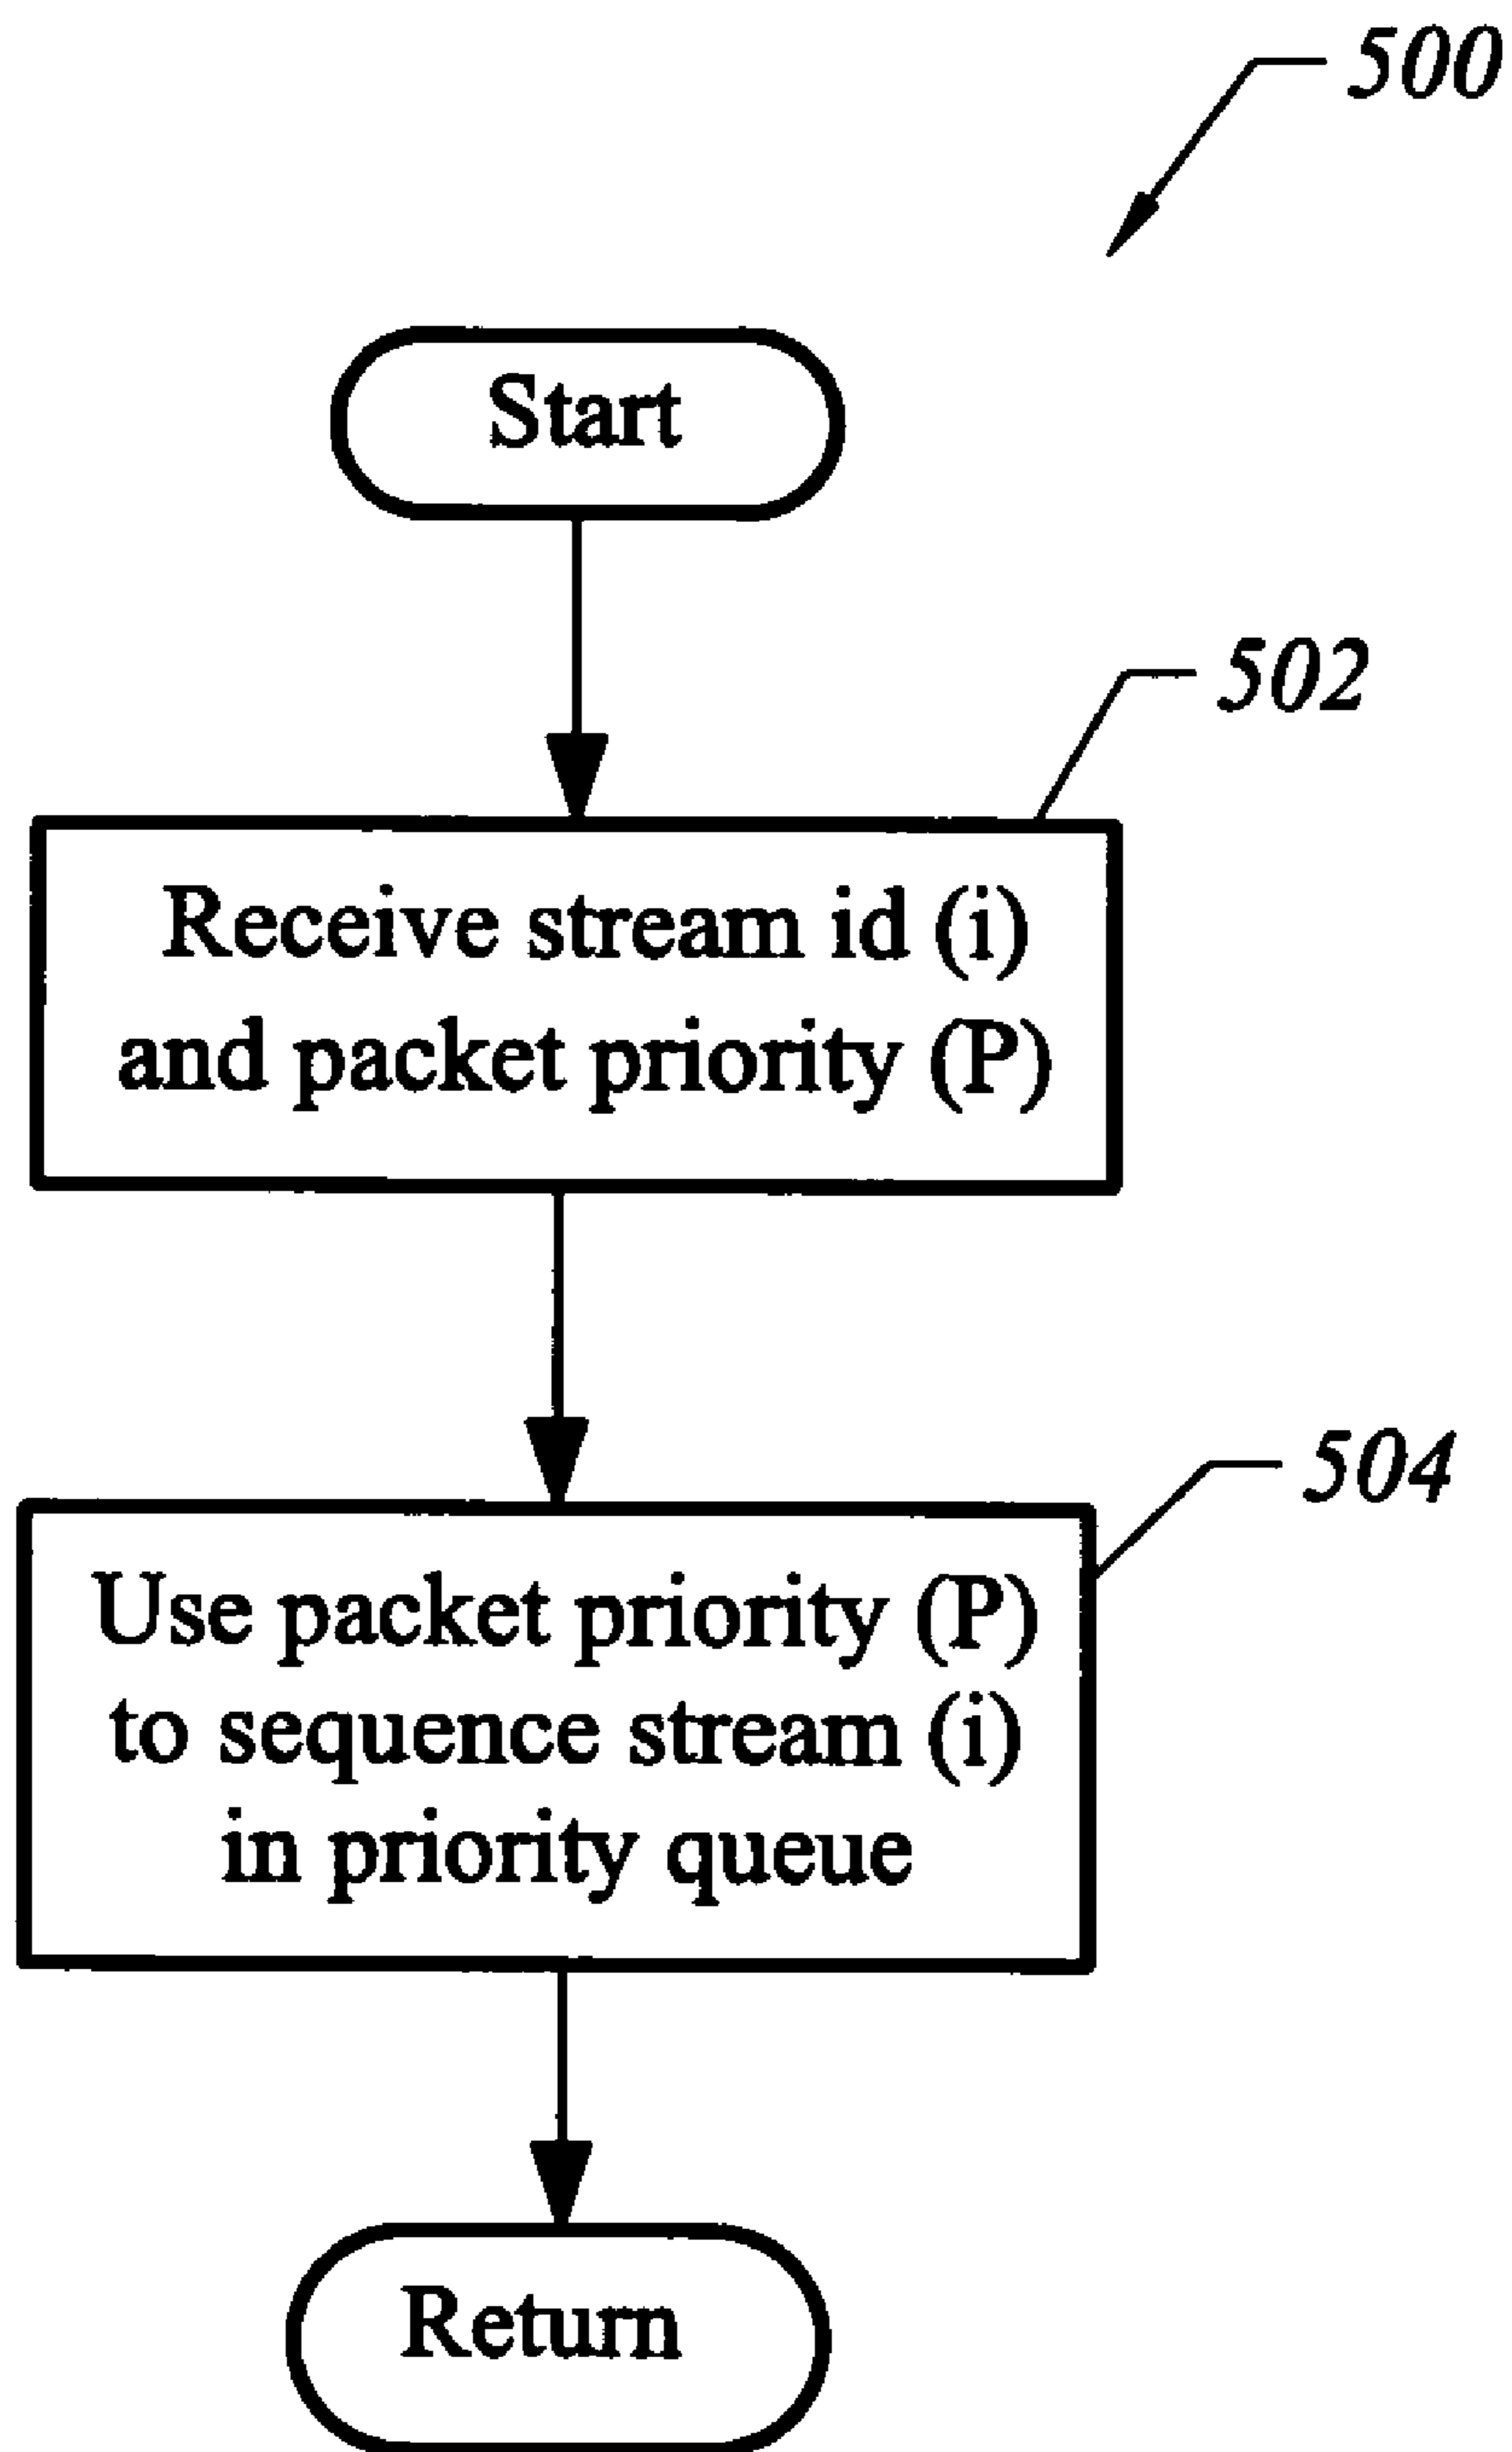 500
Start
502
Receive stream id (i)
and packet priority (P)
504
Use packet priority (P)
to sequence stream (i)
in priority queue
Return